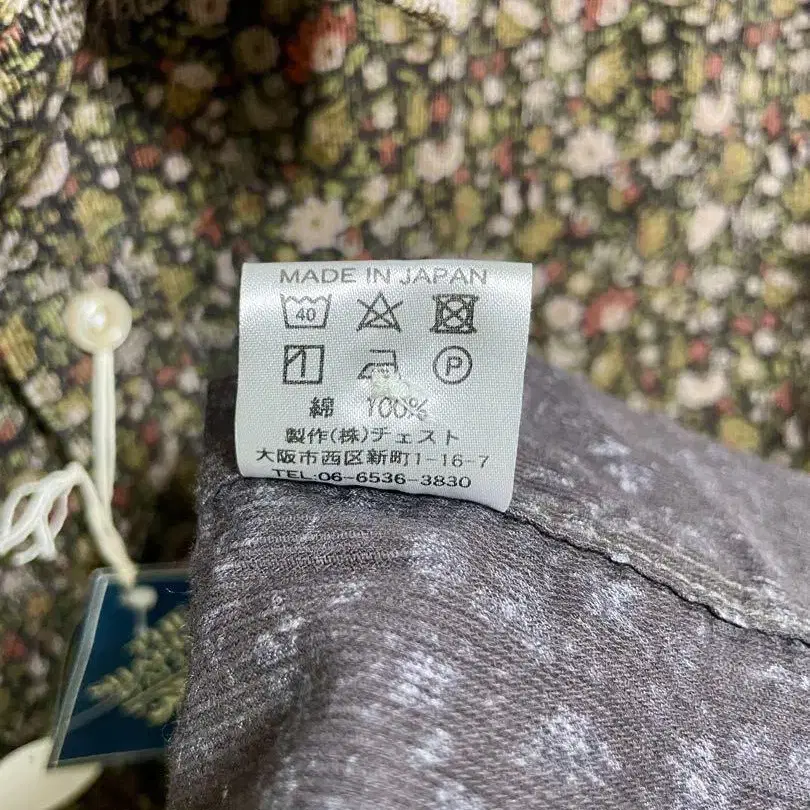 MADE IN JAPAN
40
P
綿 100%
製作(株)チェスト
大阪市西区新町1-16-7
TEL:06-6536-3830